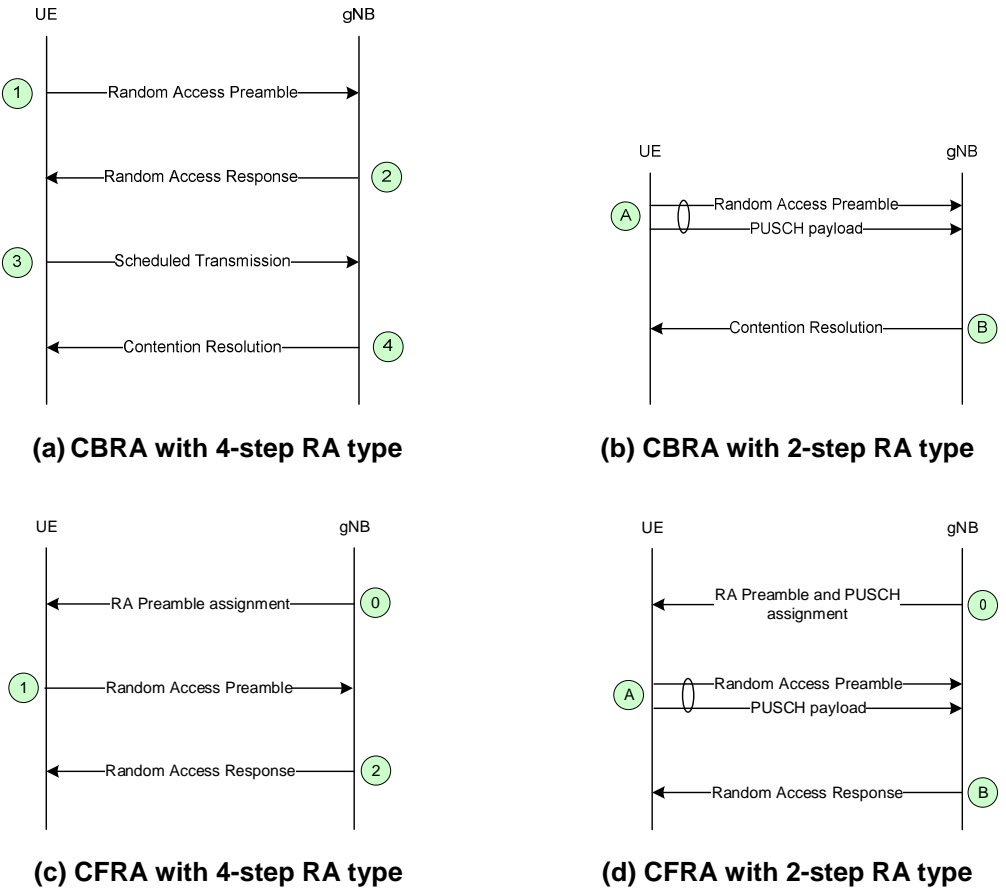 UE gNB
1 Random Access Preamble
Random Access Response 2
3 Scheduled Transmission
Contention Resolution 4
(a) CBRA with 4-step RA type
UE gNB
A Random Access Preamble
PUSCH payload
Contention Resolution B
(b) CBRA with 2-step RA type
UE gNB
RA Preamble assignment 0
1 Random Access Preamble
Random Access Response 2
(c) CFRA with 4-step RA type
UE gNB
RA Preamble and PUSCH
assignment 0
A Random Access Preamble
PUSCH payload
Random Access Response B
(d) CFRA with 2-step RA type